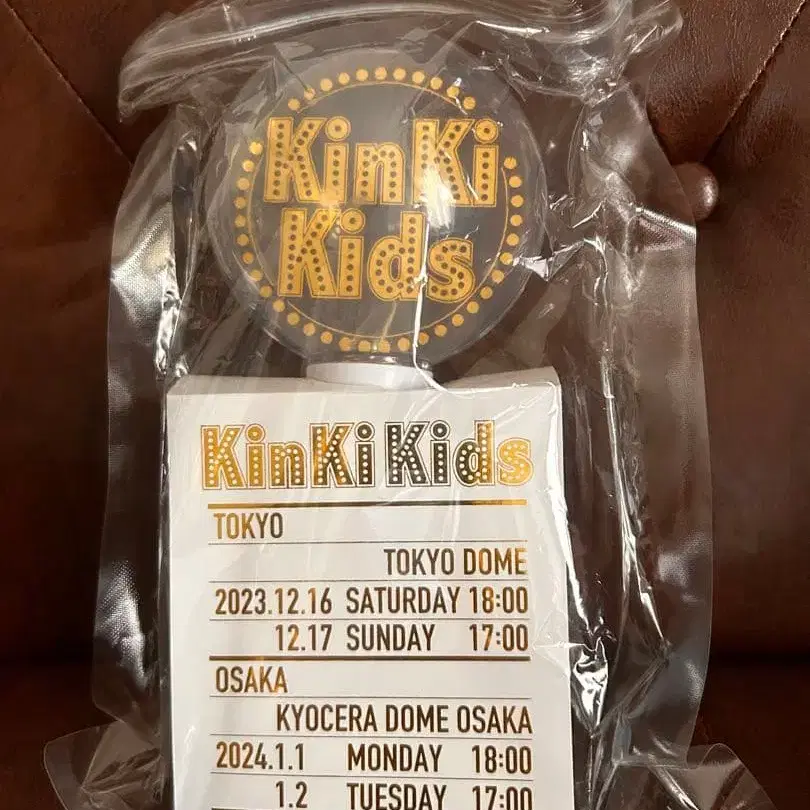 KinKi
Kids
KinKi Kids
TOKYO
TOKYO DOME
2023.12.16 SATURDAY 18:00
12.17 SUNDAY 17:00
OSAKA
KYOCERA DOME OSAKA
2024.1.1 MONDAY 18:00
1.2 TUESDAY 17:00